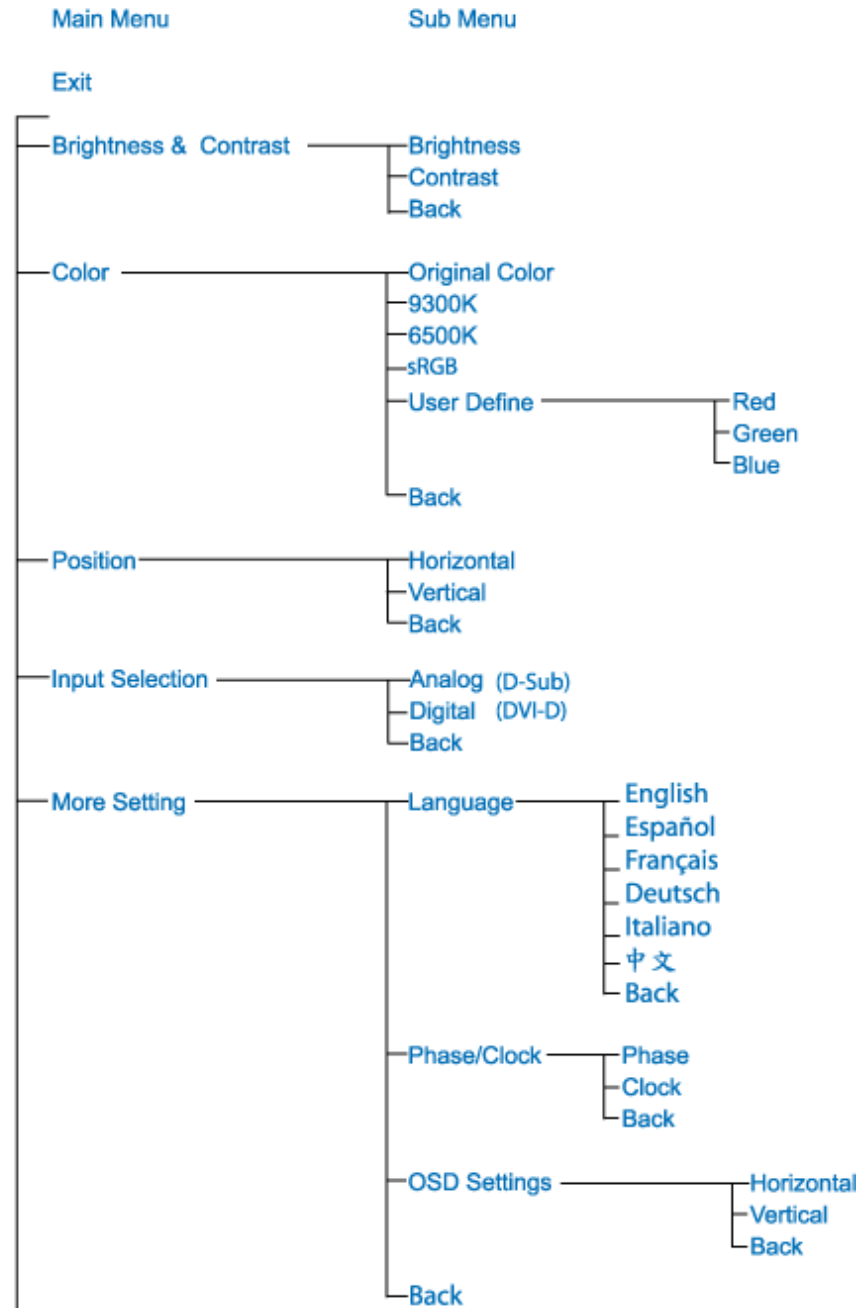 Main Menu Sub Menu
Exit
Brightness & Contrast Brightness
Contrast
Back
Color Original Color
9300K
6500K
sRGB
User Define Red
Green
Blue
Back
Position Horizontal
Vertical
Back
Input Selection Analog (D-Sub)
Digital (DVI-D)
Back
More Setting Language English
Español
Français
Deutsch
Italiano
中文
Back
Phase/Clock Phase
Clock
Back
OSD Settings Horizontal
Vertical
Back
Back